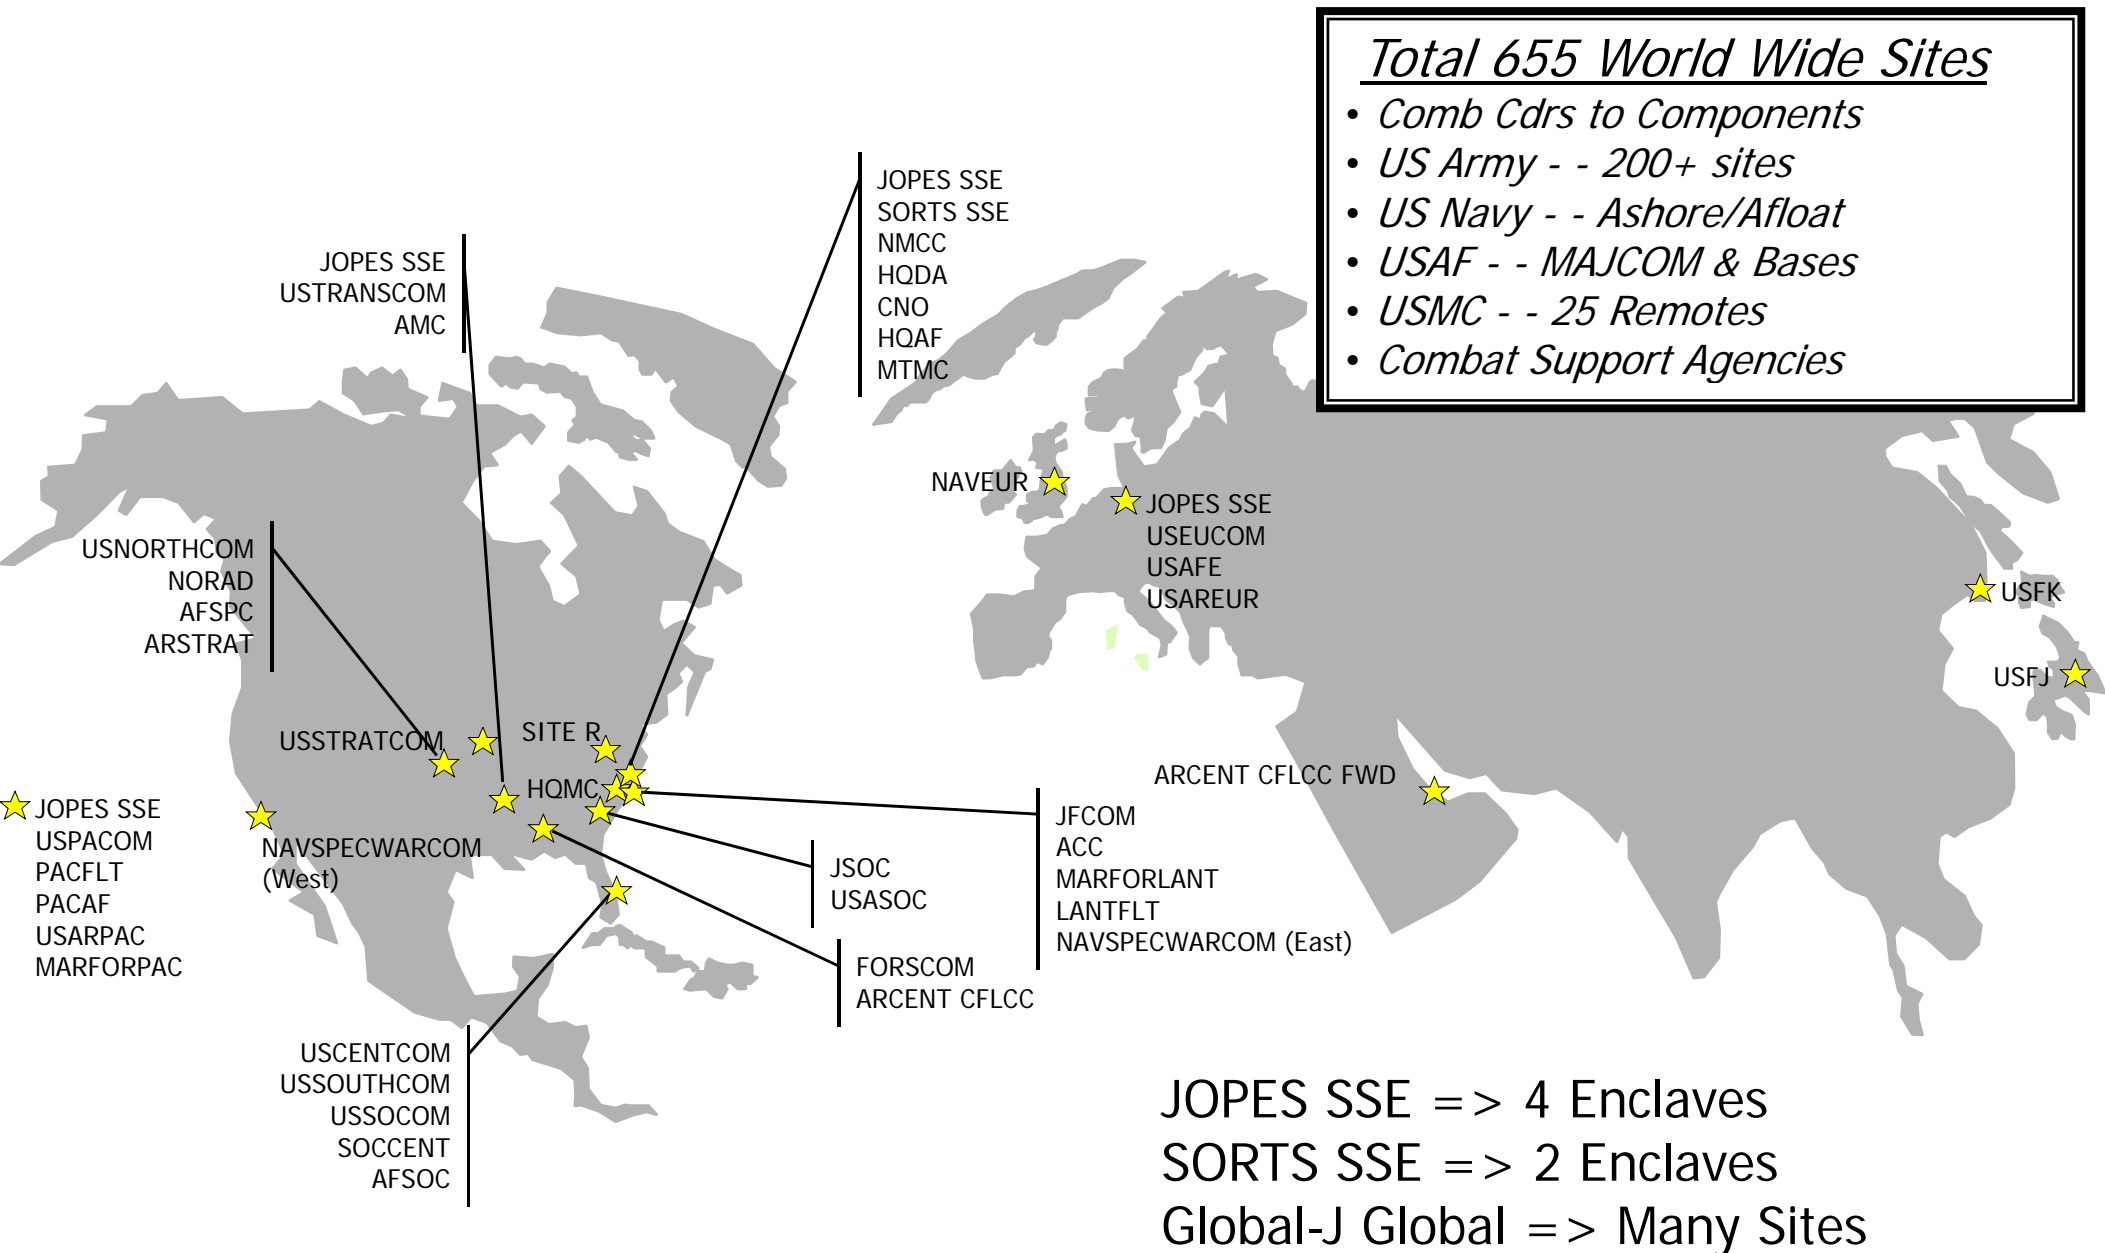 Total 655 World Wide Sites
• Comb Cdrs to Components
• US Army - - 200+ sites
• US Navy - - Ashore/Afloat
• USAF - - MAJCOM & Bases
• USMC - - 25 Remotes
• Combat Support Agencies
JOPES SSE
SORTS SSE
NMCC
HQDA
CNO
HQAF
MTMC
JOPES SSE
USTRANSCOM
AMC
NAVEUR
JOPES SSE
USEUCOM
USAFE
USAREUR
USNORTHCOM
NORAD
AFSPC
ARSTRAT
USFK
USFJ
USSTRATCOM
SITE R
HQMC
ARCENT CFLCC FWD
JOPES SSE
USPACOM
PACFLT
PACAF
USARPAC
MARFORPAC
NAVSPECWARCOM
(West)
JFCOM
ACC
MARFORLANT
LANTFLT
NAVSPECWARCOM (East)
JSOC
USASOC
FORSCOM
ARCENT CFLCC
USCENTCOM
USSOUTHCOM
USSOCOM
SOCCENT
AFSOC
JOPES SSE => 4 Enclaves
SORTS SSE => 2 Enclaves
Global-J Global => Many Sites